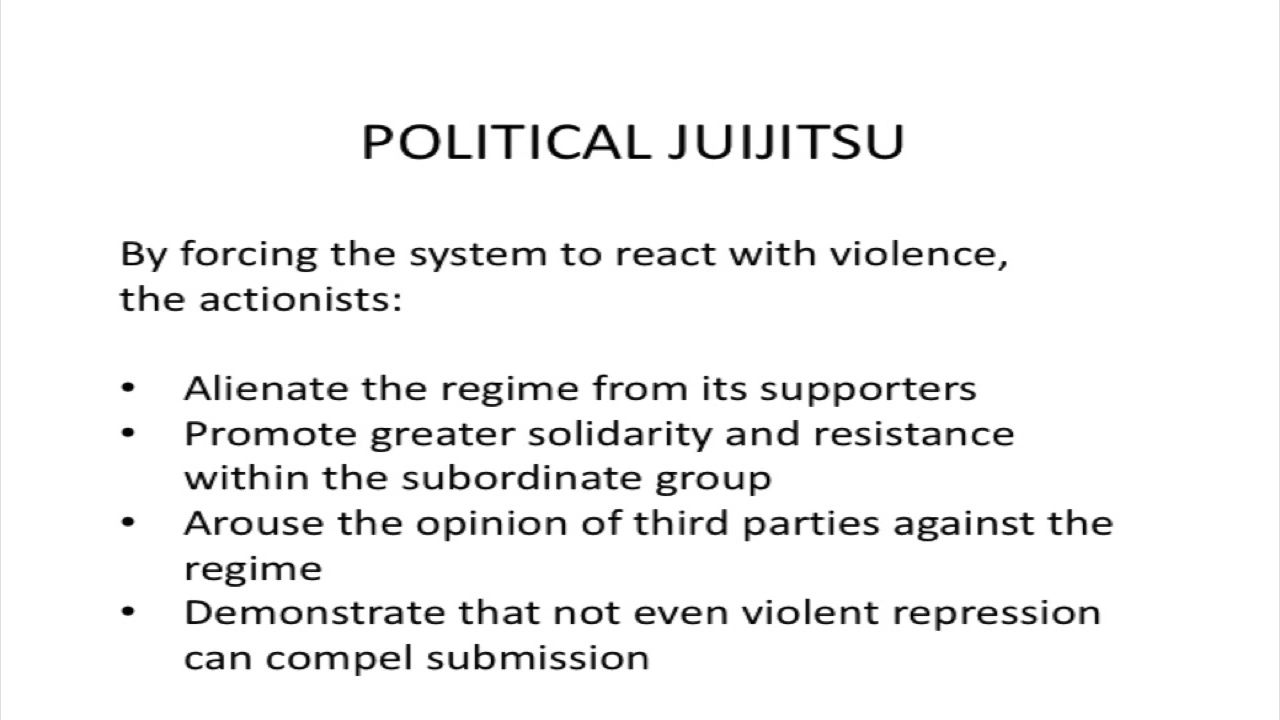 POLITICAL JUIJITSU
By forcing the system to react with violence,
the actionists:
• Alienate the regime from its supporters
• Promote greater solidarity and resistance
within the subordinate group
• Arouse the opinion of third parties against the
regime
• Demonstrate that not even violent repression
can compel submission